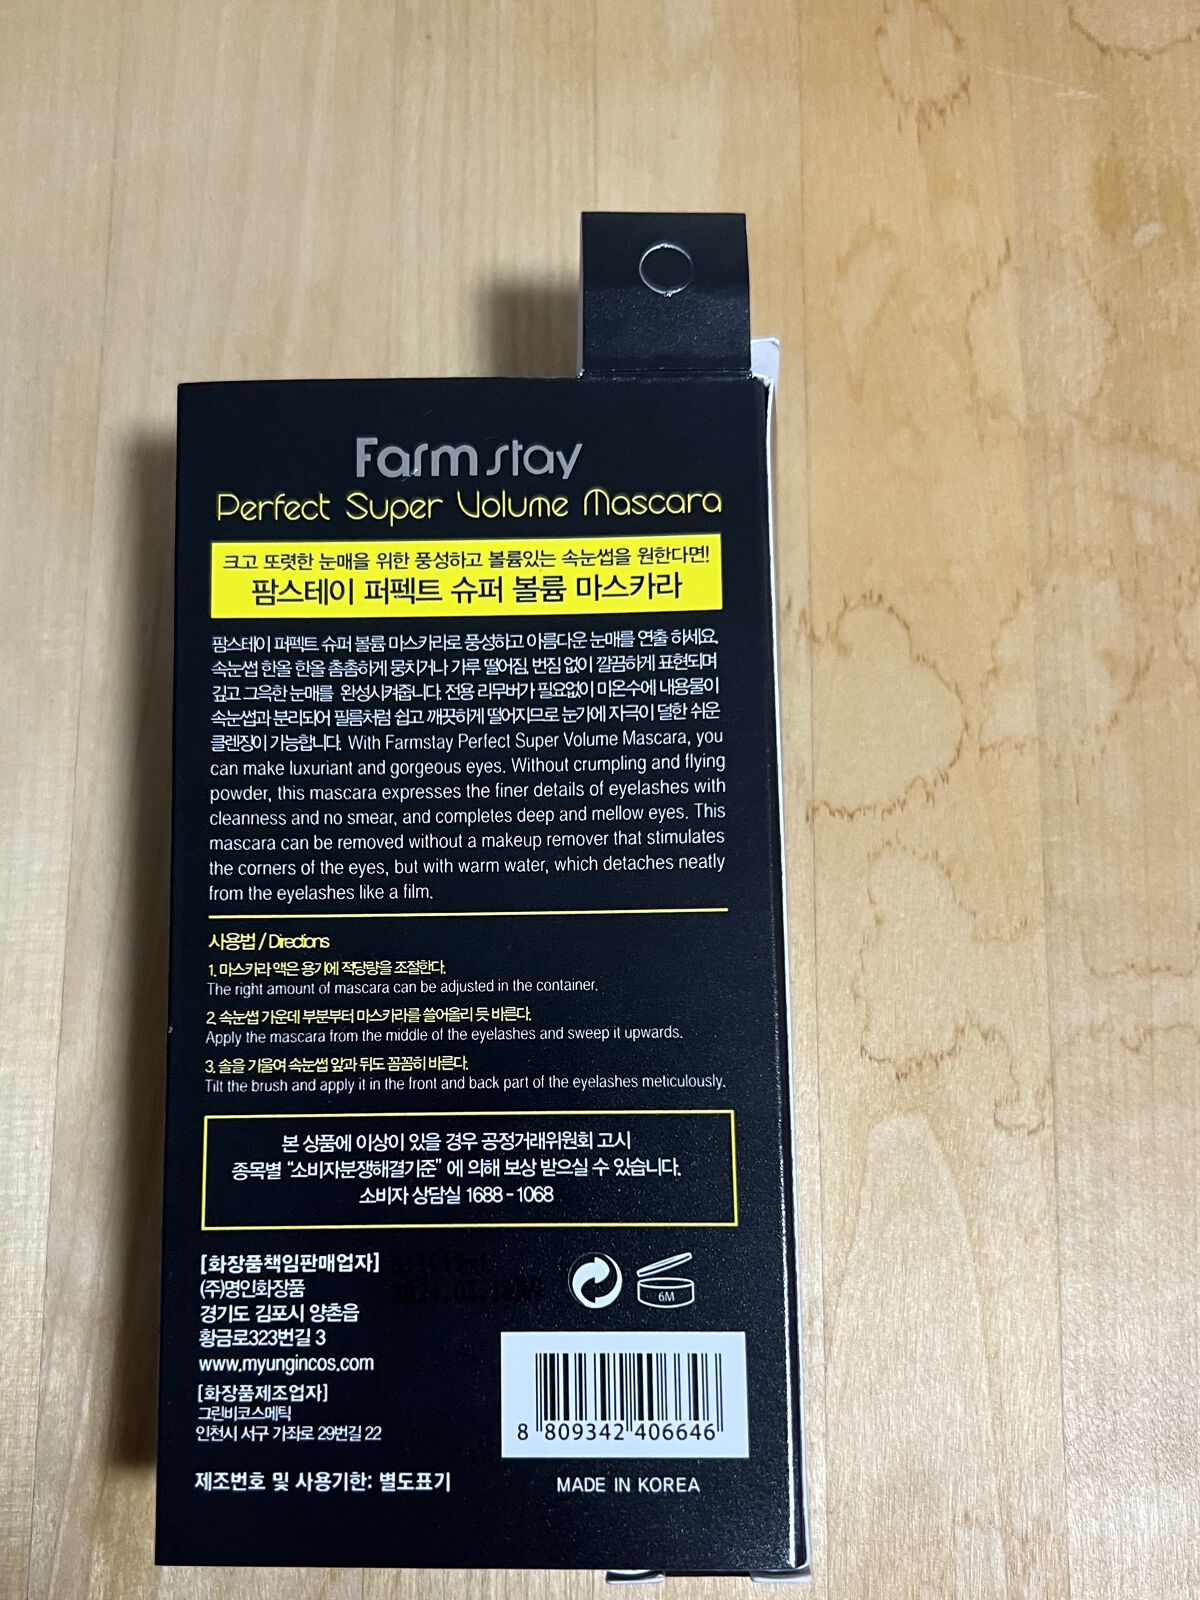 Farm stay
Perfect Super Volume Mascara
크고 또렷한 눈매을 위한 풍성하고 볼륨있는 속눈썹을 원한다면!
팜스테이 퍼펙트 슈퍼 볼륨 마스카라
팜스테이 퍼펙트 슈퍼 볼륨 마스카라로 풍성하고 아름다운 눈매를 연출 하세요.
속눈썹 한올 한올 촘촘하게 뭉치거나 가루 떨어짐, 번짐 없이 깔끔하게 표현되며
깊고 그윽한 눈매를 완성시켜줍니다. 전용 리무버가 필요없이 미온수에 내용물이
속눈썹과 분리되어 필름처럼 쉽고 깨끗하게 떨어지므로 눈가에 자극이 덜한 쉬운
클렌징이 가능합니다. With Farmstay Perfect Super Volume Mascara, you
can make luxuriant and gorgeous eyes. Without crumpling and flying
powder, this mascara expresses the finer details of eyelashes with
cleanness and no smear, and completes deep and mellow eyes. This
mascara can be removed without a makeup remover that stimulates
the corners of the eyes, but with warm water, which detaches neatly
from the eyelashes like a film.
사용법 / Directions
1. 마스카라 액은 용기에 적당량을 조절한다.
The right amount of mascara can be adjusted in the container.
2. 속눈썹 가운데 부분부터 마스카라를 쓸어올리 듯 바른다.
Apply the mascara from the middle of the eyelashes and sweep it upwards.
3. 솔을 기울여 속눈썹 앞과 뒤도 꼼꼼히 바른다.
Tilt the brush and apply it in the front and back part of the eyelashes meticulously.
본 상품에 이상이 있을 경우 공정거래위원회 고시
종목별 "소비자분쟁해결기준" 에 의해 보상 받으실 수 있습니다.
소비자 상담실 1688-1068
[화장품책임판매업자]
(주)명인화장품
경기도 김포시 양촌읍
황금로323번길 3
www.myungincos.com
6M
[화장품제조업자]
그린비코스메틱
인천시 서구 가좌로 29번길 22
8 809342 406646
제조번호 및 사용기한: 별도표기
MADE IN KOREA